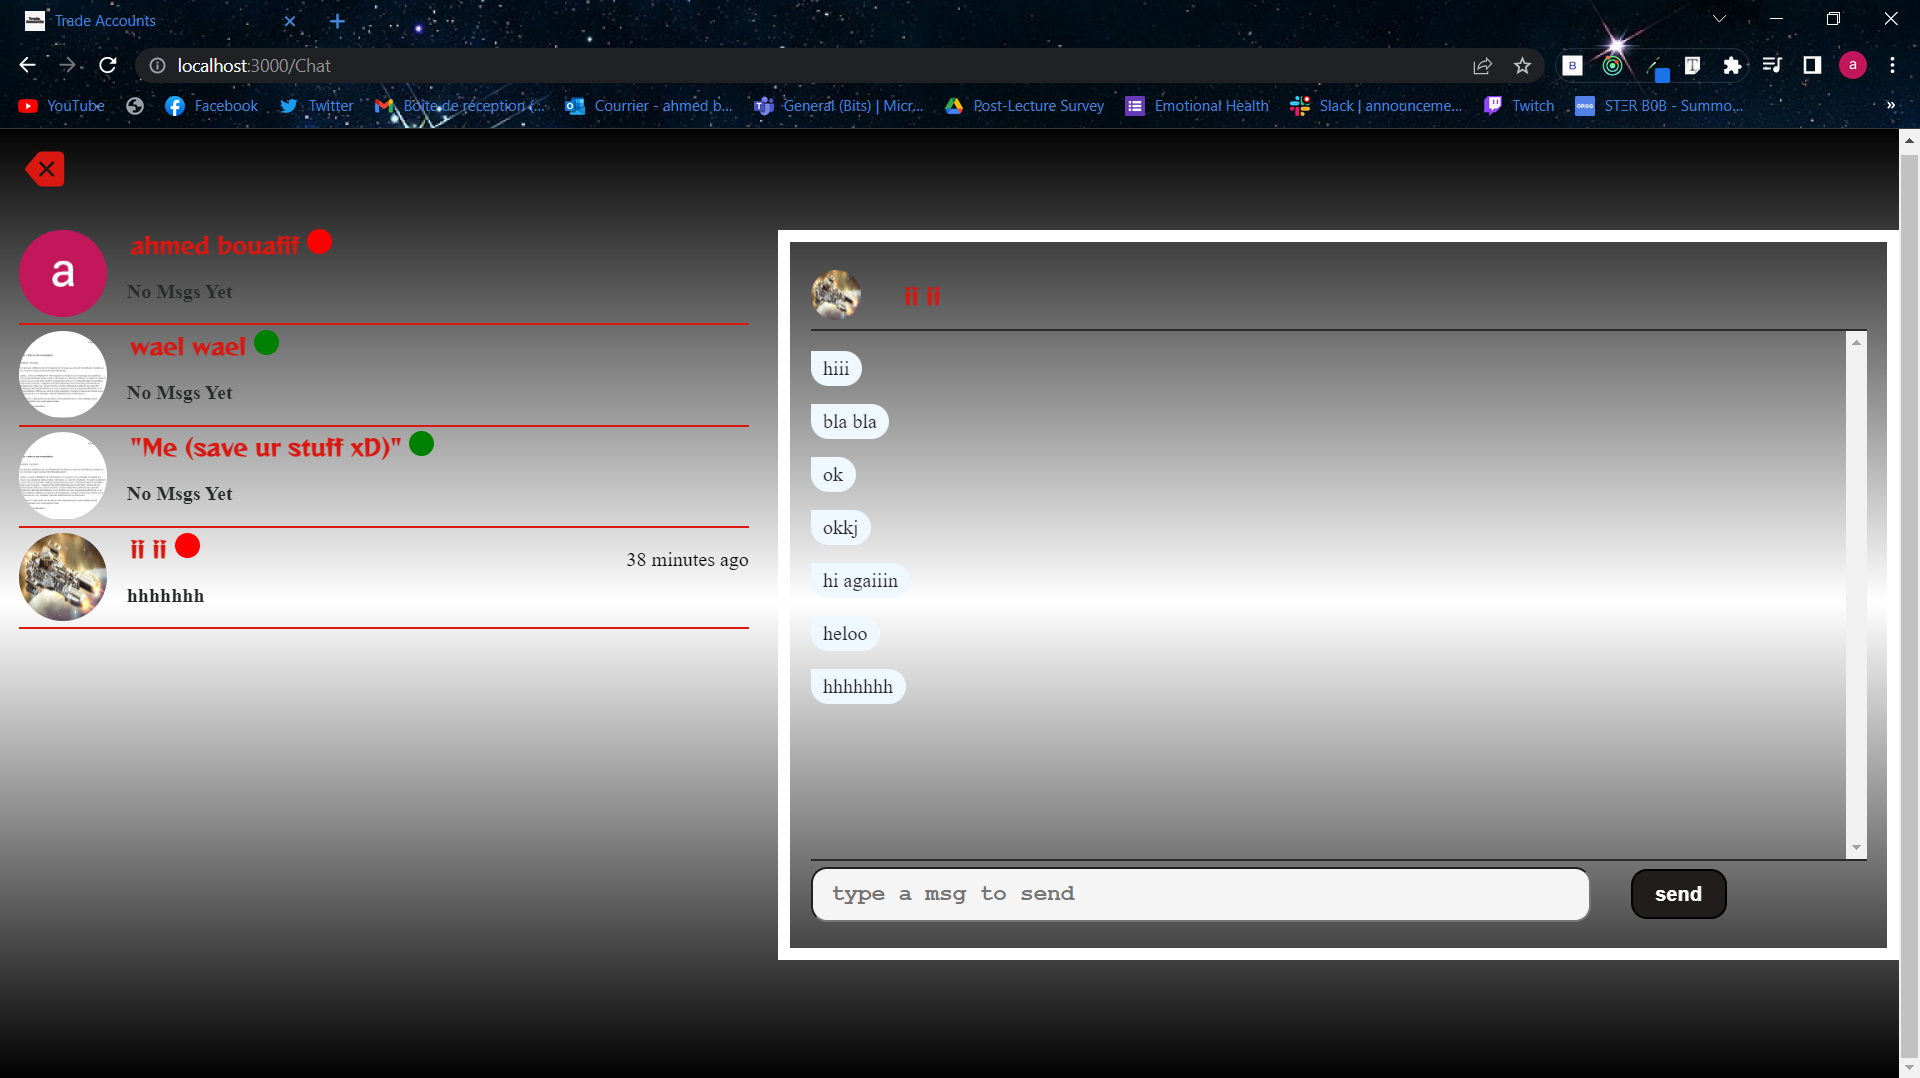 Trade Accounts
localhost:3000/Chat
B
a
YouTube
Facebook
Twitter
Boîte de réception (...
Courrier - ahmed b...
General (Bits) | Micr...
Post-Lecture Survey
Emotional Health
Slack | announceme...
Twitch
OP.GG
STΞR B0B - Summo...
»
a
ahmed bouafif
No Msgs Yet
wael wael
No Msgs Yet
"Me (save ur stuff xD)"
No Msgs Yet
ii ii
38 minutes ago
hhhhhhh
ii ii
hiii
bla bla
ok
okkj
hi agaiiin
heloo
hhhhhhh
type a msg to send
send